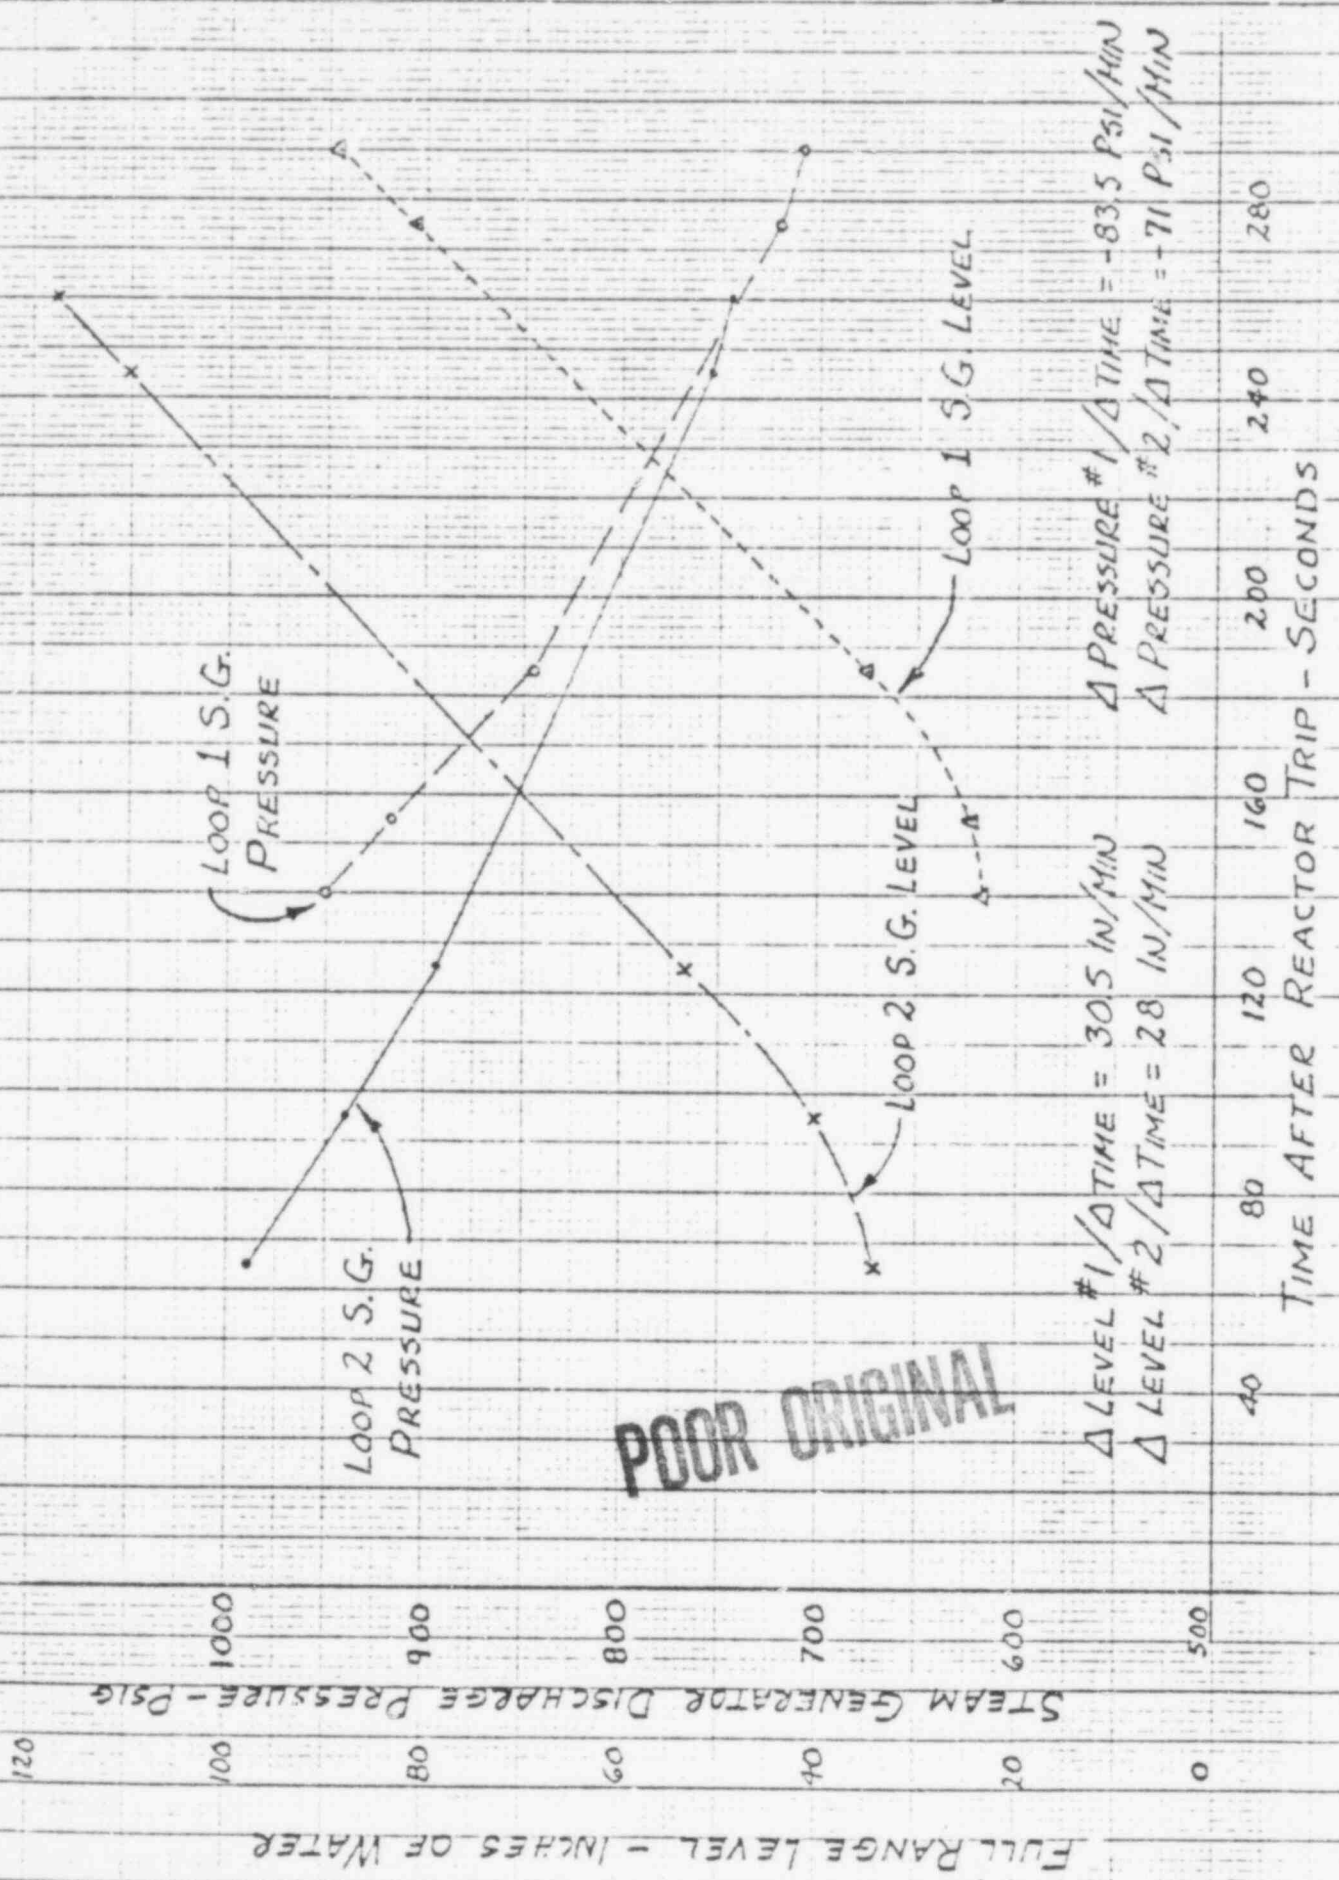 LOOP 1 S.G.
PRESSURE
LOOP 2 S.G.
PRESSURE
LOOP 2 S.G. LEVEL
LOOP 1 S.G. LEVEL
POOR ORIGINAL
Δ LEVEL #1/Δ TIME = 30.5 IN/MIN
Δ LEVEL #2/Δ TIME = 28 IN/MIN
Δ PRESSURE #1/Δ TIME = -83.5 PSI/MIN
Δ PRESSURE #2/Δ TIME = -71 PSI/MIN
40 80 120 160 200 240 280
TIME AFTER REACTOR TRIP - SECONDS
1000
900
800
700
600
500
STEAM GENERATOR DISCHARGE PRESSURE - PSIG
120
100
80
60
40
20
0
FULL RANGE LEVEL - INCHES OF WATER